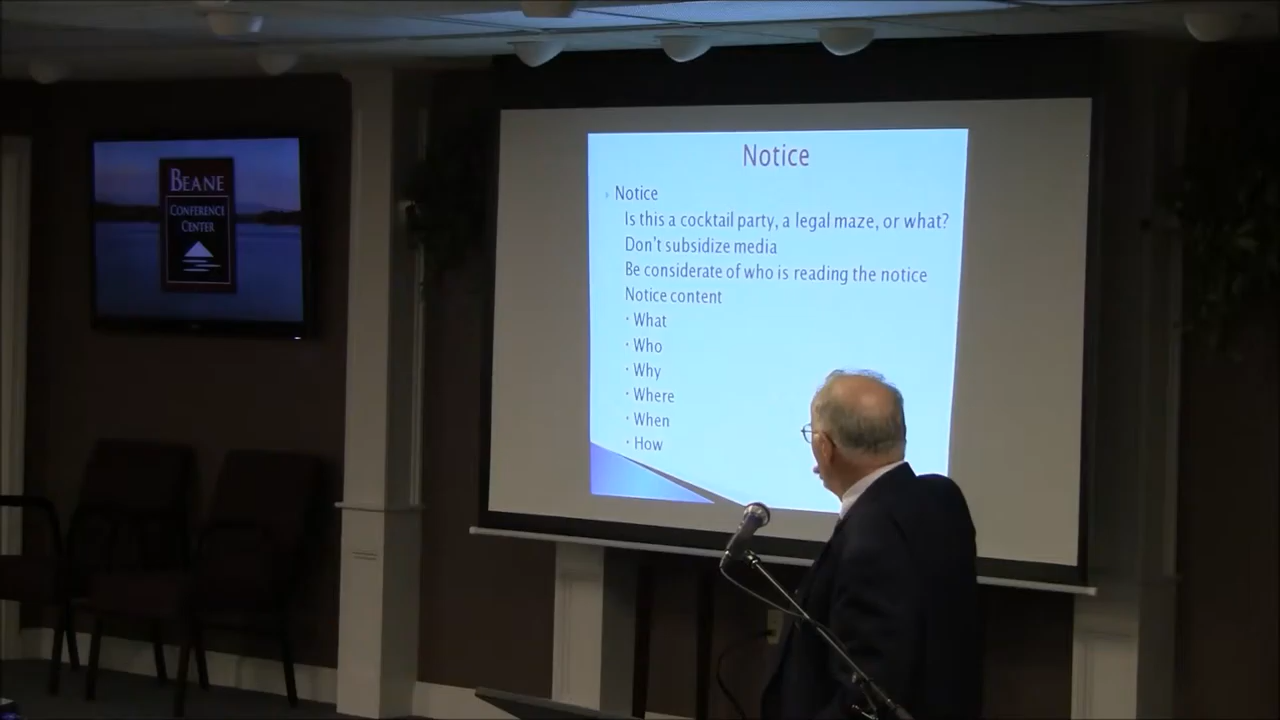 BEANE
CONFERENCE
CENTER
Notice
Notice
Is this a cocktail party, a legal maze, or what?
Don't subsidize media
Be considerate of who is reading the notice
Notice content
• What
• Who
• Why
• Where
• When
• How